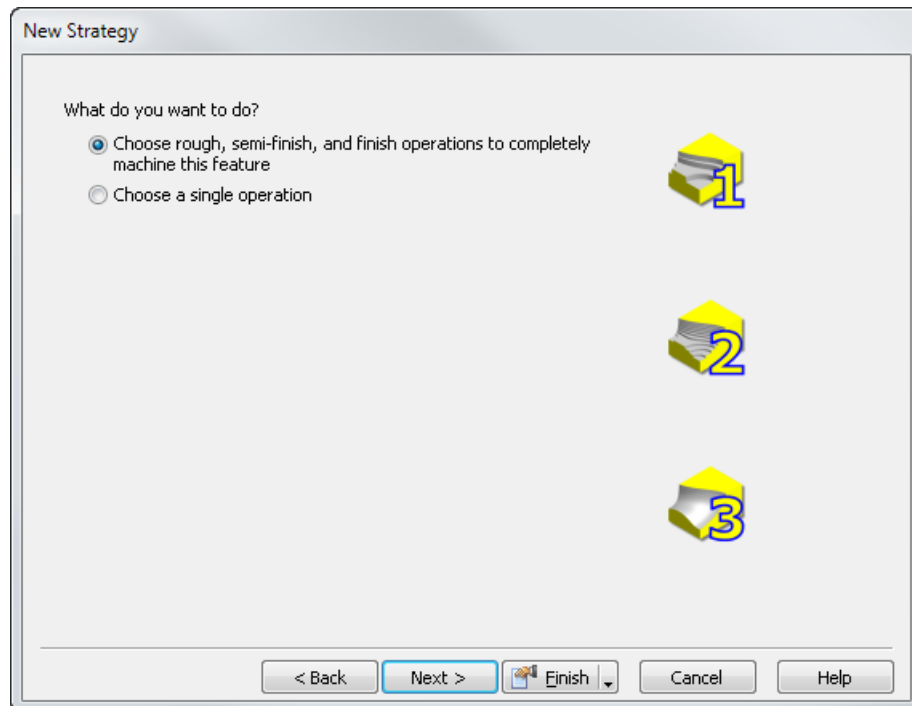 New Strategy
What do you want to do?
Choose rough, semi-finish, and finish operations to completely
machine this feature
Choose a single operation
1
2
3
< Back Next > Finish Cancel Help